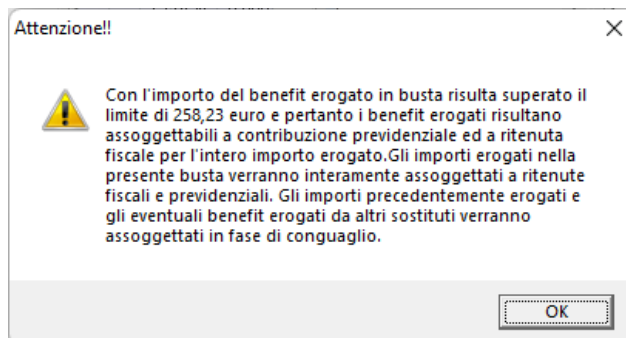 Attenzione!!
Con l'importo del benefit erogato in busta risulta superato il
limite di 258,23 euro e pertanto i benefit erogati risultano
assoggettabili a contribuzione previdenziale ed a ritenuta
fiscale per l'intero importo erogato.Gli importi erogati nella
presente busta verranno interamente assoggettati a ritenute
fiscali e previdenziali. Gli importi precedentemente erogati e
gli eventuali benefit erogati da altri sostituti verranno
assoggettati in fase di conguaglio.
OK